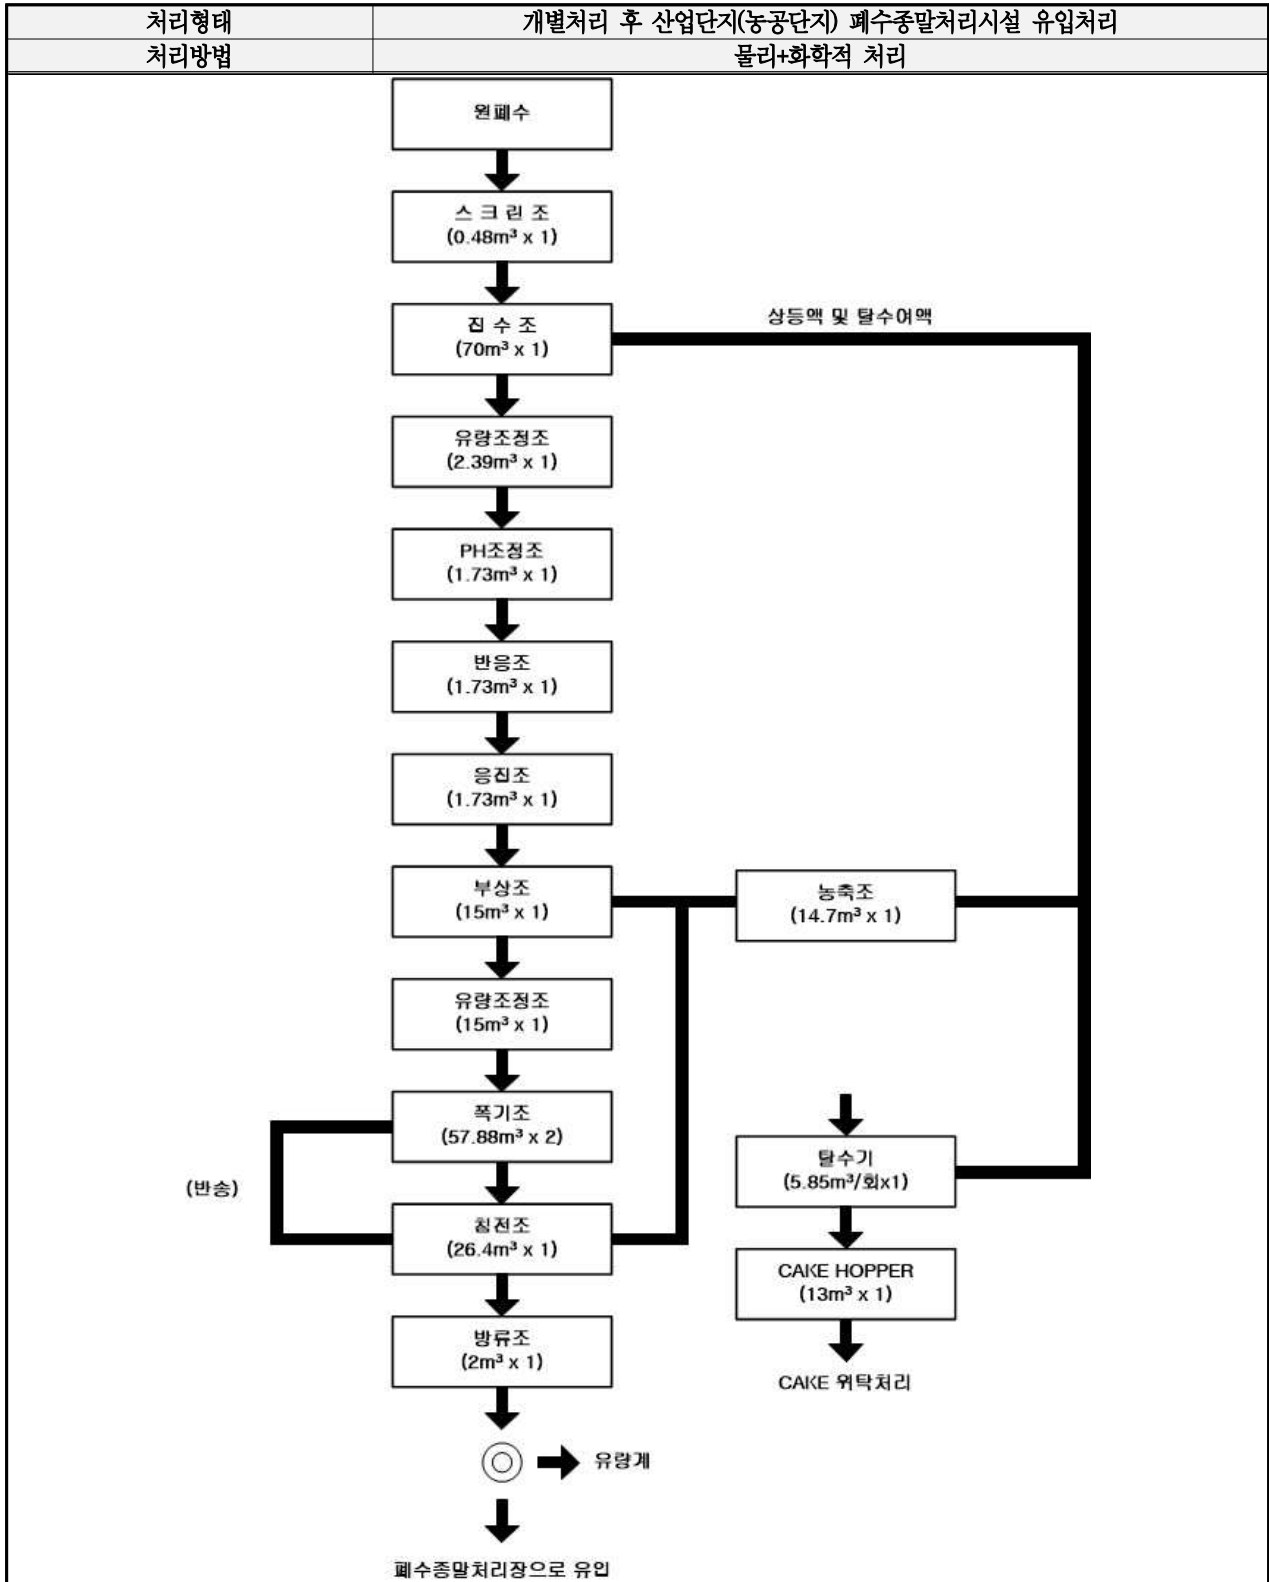 처리형태 개별처리 후 산업단지(농공단지) 폐수종말처리시설 유입처리
처리방법 물리+화학적 처리
원폐수
스 크 린 조
(0.48m³ x 1)
상등액 및 탈수여액
집 수 조
(70m³ x 1)
유량조정조
(2.39m³ x 1)
PH조정조
(1.73m³ x 1)
반응조
(1.73m³ x 1)
응집조
(1.73m³ x 1)
부상조
(15m³ x 1)
농축조
(14.7m³ x 1)
유량조정조
(15m³ x 1)
폭기조
(57.88m³ x 2)
(반송)
탈수기
(5.85m³/회x1)
침전조
(26.4m³ x 1)
CAKE HOPPER
(13m³ x 1)
방류조
(2m³ x 1)
CAKE 위탁처리
유량계
폐수종말처리장으로 유입